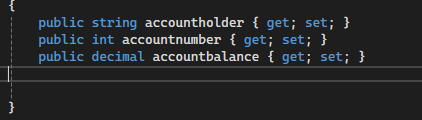 {
public string accountholder { get; set; }
public int accountnumber { get; set; }
public decimal accountbalance { get; set; }
}